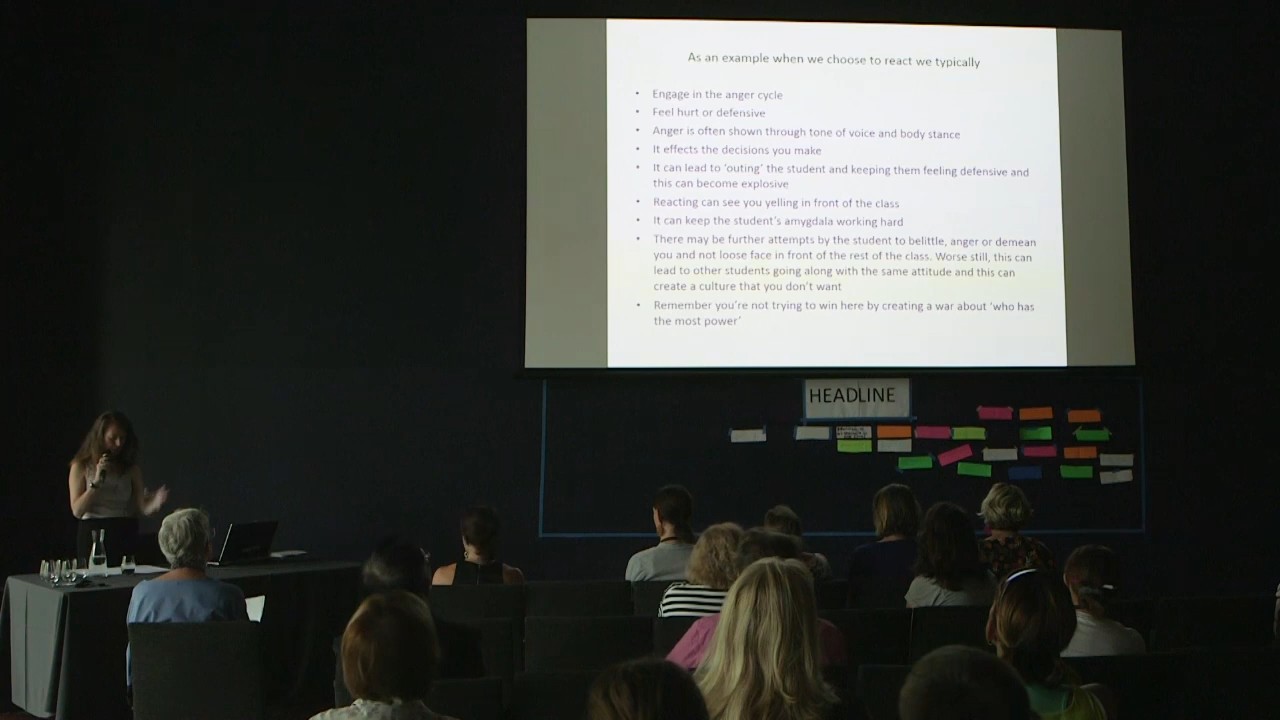 As an example when we choose to react we typically
• Engage in the anger cycle
• Feel hurt or defensive
• Anger is often shown through tone of voice and body stance
• It effects the decisions you make
• It can lead to ‘outing’ the student and keeping them feeling defensive and
this can become explosive
• Reacting can see you yelling in front of the class
• It can keep the student’s amygdala working hard
• There may be further attempts by the student to belittle, anger or demean
you and not loose face in front of the rest of the class. Worse still, this can
lead to other students going along with the same attitude and this can
create a culture that you don’t want
• Remember you’re not trying to win here by creating a war about ‘who has
the most power’
HEADLINE